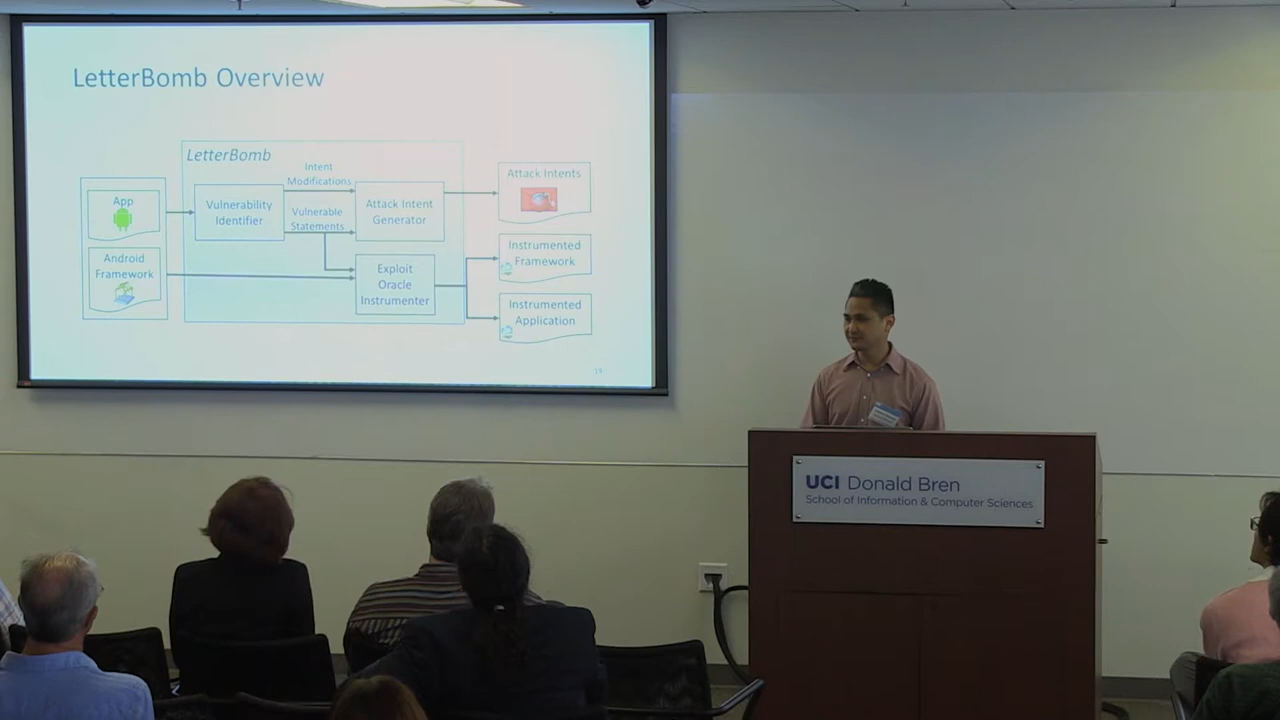 LetterBomb Overview
LetterBomb
Intent
Modifications
Attack Intents
App
Vulnerability
Identifier
Attack Intent
Generator
Vulnerable
Statements
Instrumented
Framework
Android
Framework
Exploit
Oracle
Instrumenter
Instrumented
Application
UCI Donald Bren
School of Information & Computer Sciences